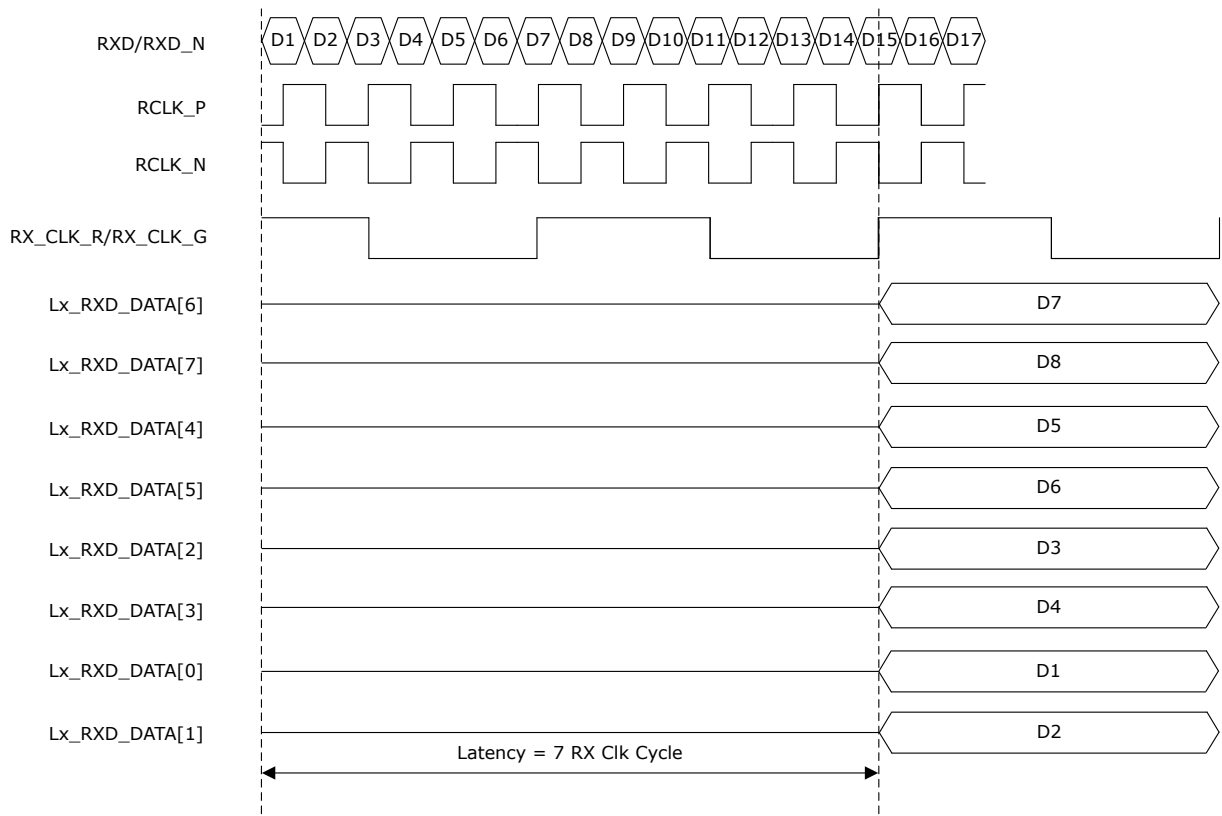 RXD/RXD_N
D1 D2 D3 D4 D5 D6 D7 D8 D9 D10 D11 D12 D13 D14 D15 D16 D17
RCLK_P
RCLK_N
RX_CLK_R/RX_CLK_G
Lx_RXD_DATA[6] D7
Lx_RXD_DATA[7] D8
Lx_RXD_DATA[4] D5
Lx_RXD_DATA[5] D6
Lx_RXD_DATA[2] D3
Lx_RXD_DATA[3] D4
Lx_RXD_DATA[0] D1
Lx_RXD_DATA[1] D2
Latency = 7 RX Clk Cycle